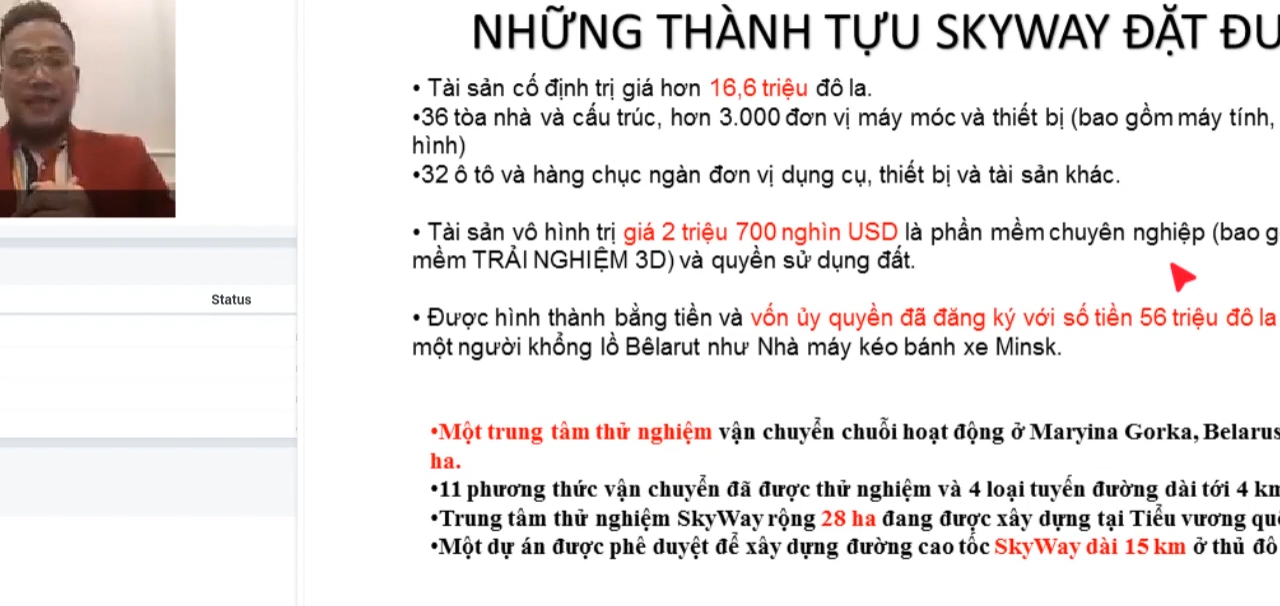 NHỮNG THÀNH TỰU SKYWAY ĐẶT
• Tài sản cố định trị giá hơn 16,6 triệu đô la.
•36 tòa nhà và cấu trúc, hơn 3.000 đơn vị máy móc và thiết bị (bao gồm máy tính,
hình)
•32 ô tô và hàng chục ngàn đơn vị dụng cụ, thiết bị và tài sản khác.
• Tài sản vô hình trị giá 2 triệu 700 nghìn USD là phần mềm chuyên nghiệp (bao
mềm TRẢI NGHIỆM 3D) và quyền sử dụng đất.
Status
• Được hình thành bằng tiền và vốn ủy quyền đã đăng ký với số tiền 56 triệu đô la
một người khổng lồ Bêlarut như Nhà máy kéo bánh xe Minsk.
•Một trung tâm thử nghiệm vận chuyển chuỗi hoạt động ở Maryina Gorka, Belarus
ha.
•11 phương thức vận chuyển đã được thử nghiệm và 4 loại tuyến đường dài tới 4 km
•Trung tâm thử nghiệm SkyWay rộng 28 ha đang được xây dựng tại Tiểu vương
•Một dự án được phê duyệt để xây dựng đường cao tốc SkyWay dài 15 km ở thủ đô